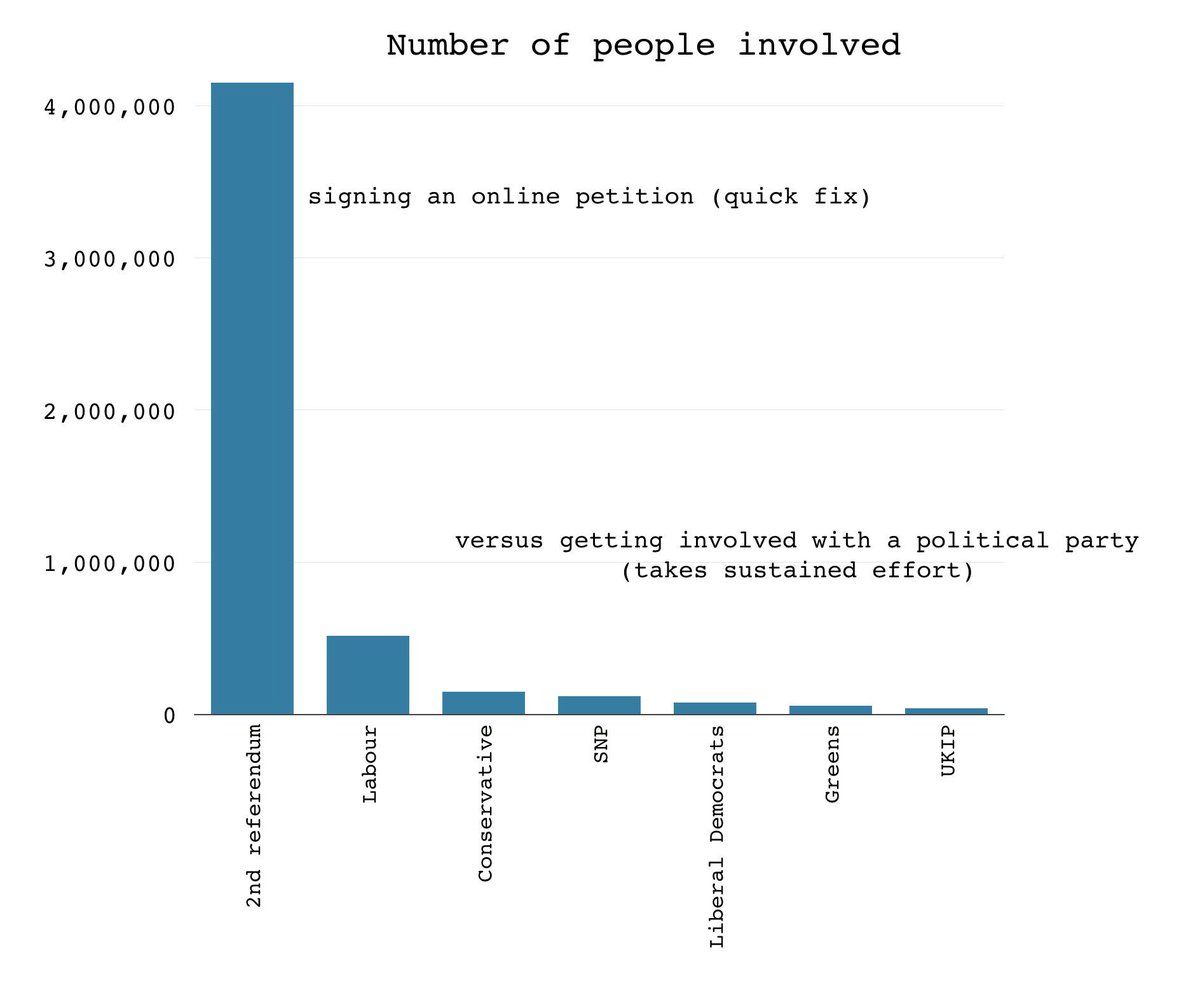 Number of people involved
4,000,000
signing an online petition (quick fix)
3,000,000
2,000,000
versus getting involved with a political party
1,000,000
(takes sustained effort)
0
2nd referendum
Labour
Conservative
SNP
Liberal Democrats
Greens
UKIP